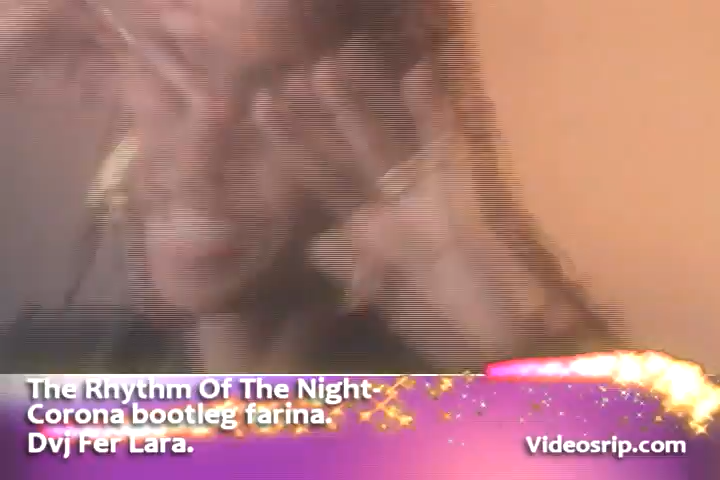 The Rhythm Of The Night-
Corona bootleg farina.
Dvj Fer Lara.
Videosrip.com